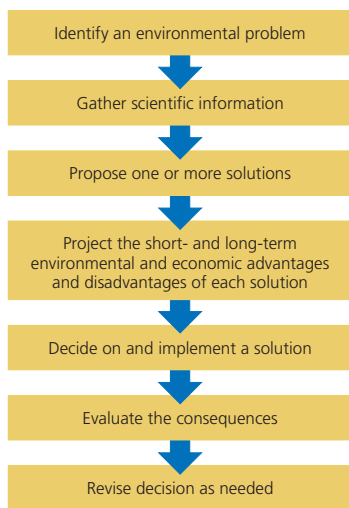 Identify an environmental problem
Gather scientific information
Propose one or more solutions
Project the short- and long-term
environmental and economic advantages
and disadvantages of each solution
Decide on and implement a solution
Evaluate the consequences
Revise decision as needed